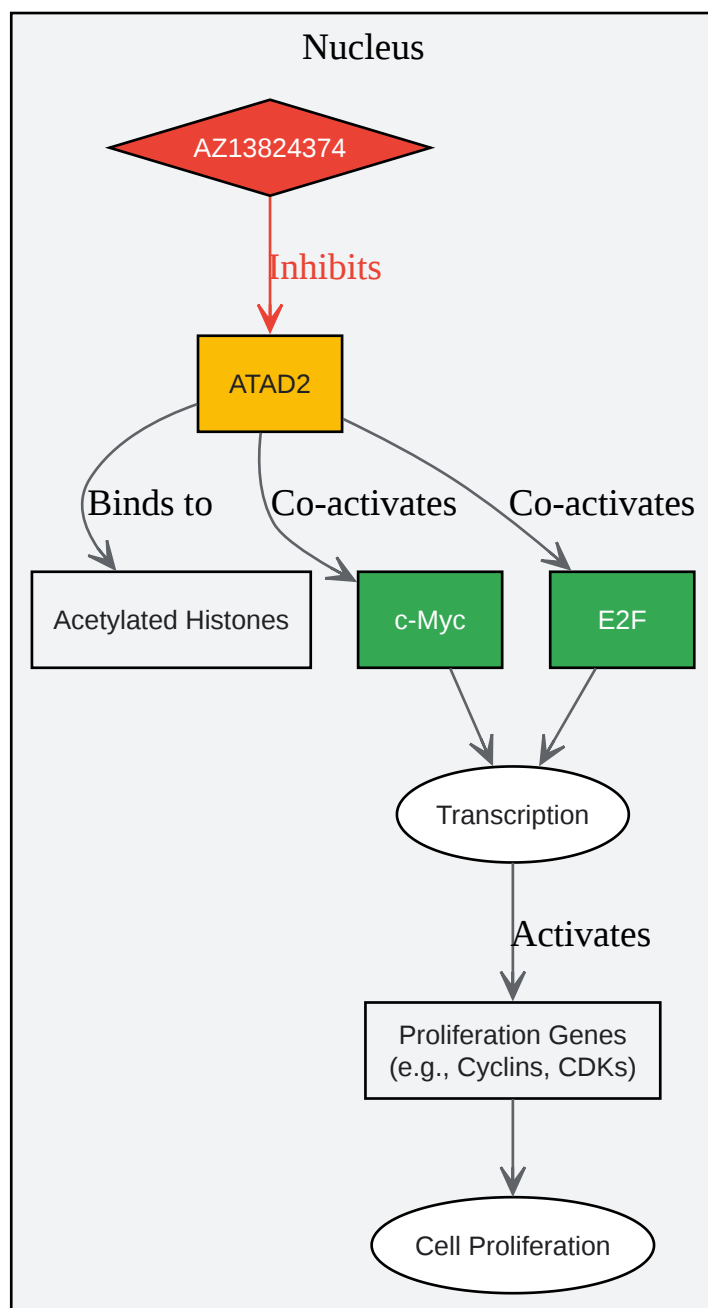 Nucleus
AZ13824374
Inhibits
ATAD2
Binds to
Co-activates
Co-activates
Acetylated Histones
c-Myc
E2F
Transcription
Activates
Proliferation Genes
(e.g., Cyclins, CDKs)
Cell Proliferation